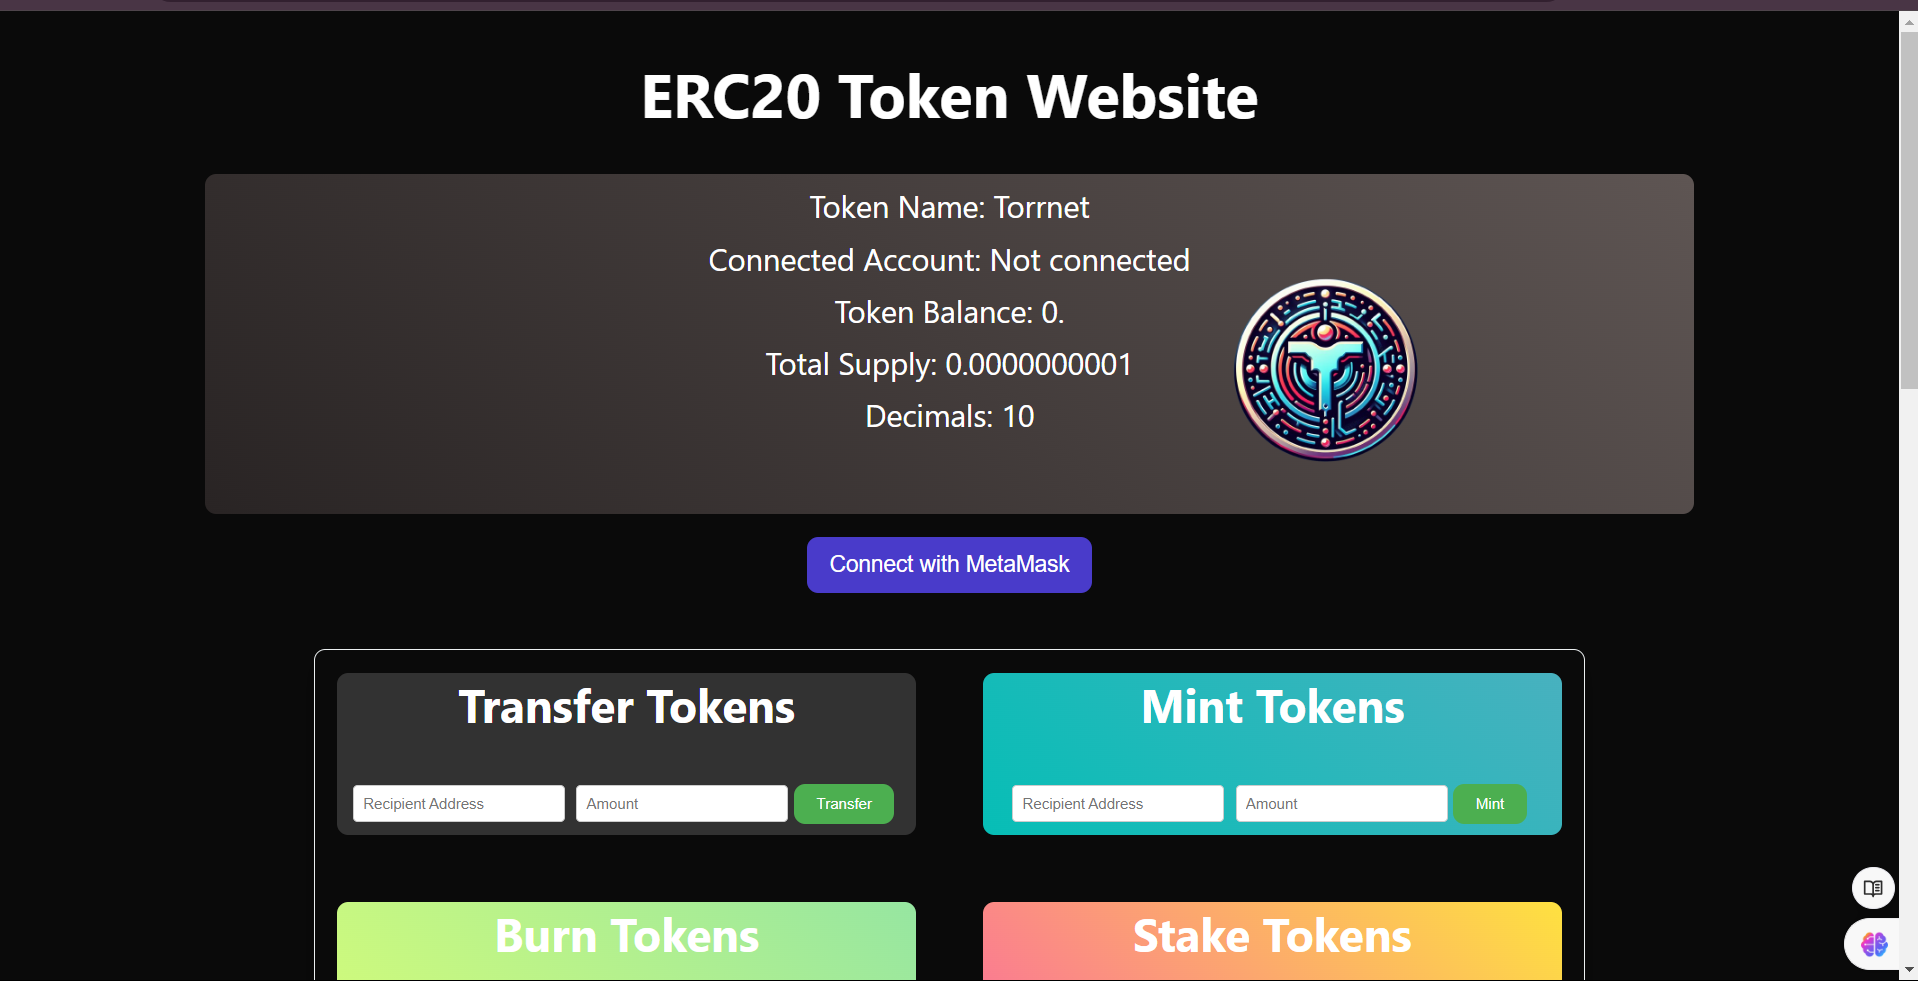 ERC20 Token Website
Token Name: Torrnet
Connected Account: Not connected
Token Balance: 0.
Total Supply: 0.0000000001
Decimals: 10
Connect with MetaMask
Transfer Tokens
Recipient Address
Amount
Transfer
Mint Tokens
Recipient Address
Amount
Mint
Burn Tokens
Stake Tokens